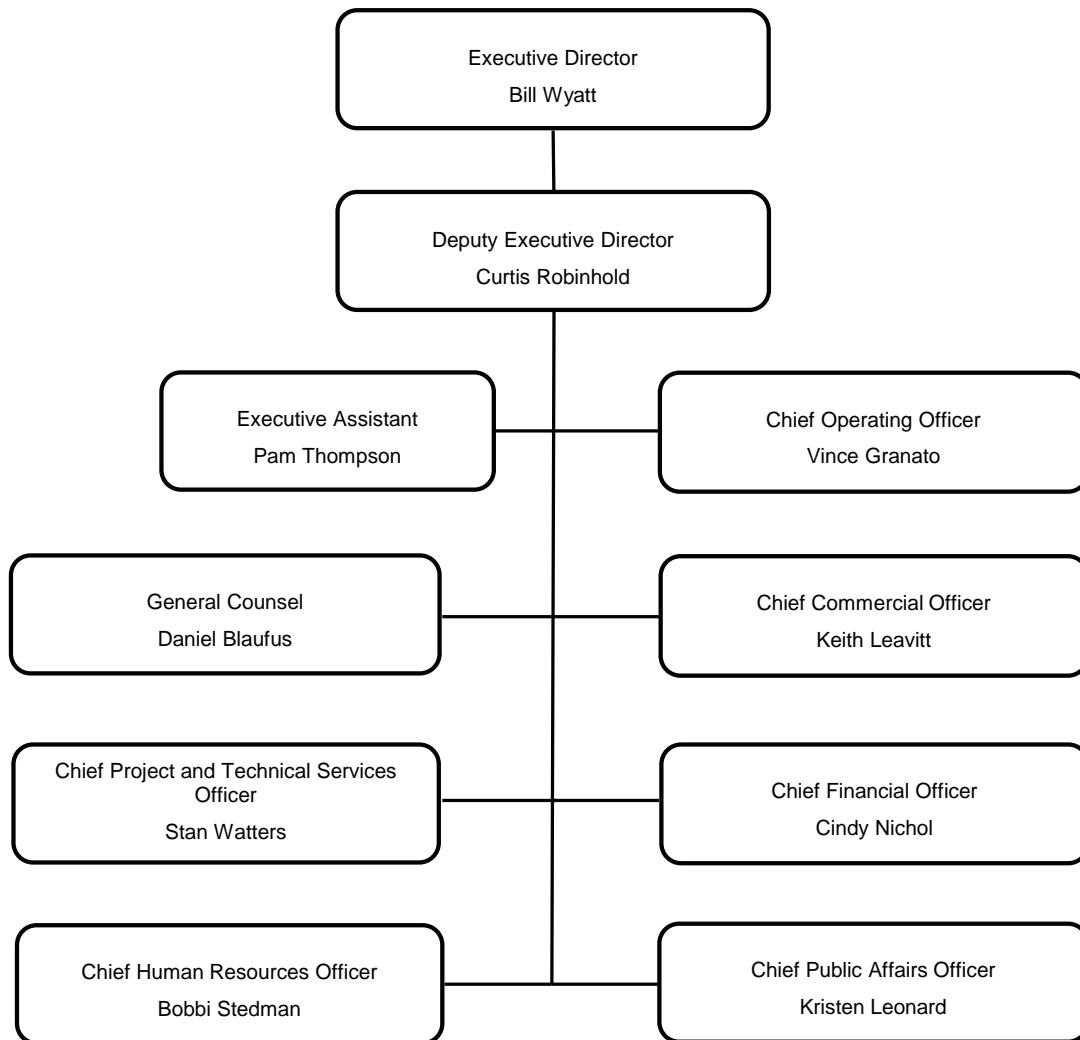 Executive Director
Bill Wyatt
Deputy Executive Director
Curtis Robinhold
Executive Assistant
Pam Thompson
Chief Operating Officer
Vince Granato
General Counsel
Daniel Blaufus
Chief Commercial Officer
Keith Leavitt
Chief Project and Technical Services
Officer
Stan Watters
Chief Financial Officer
Cindy Nichol
Chief Human Resources Officer
Bobbi Stedman
Chief Public Affairs Officer
Kristen Leonard